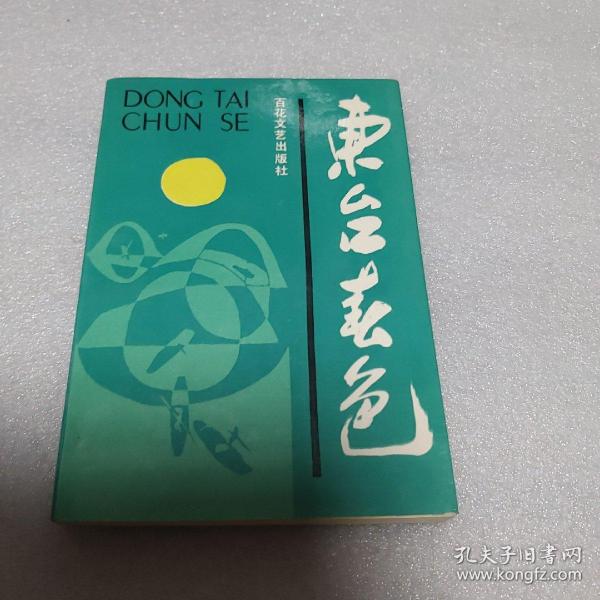 DONG TAI
CHUN SE
百花文艺出版社
東台春色
孔夫子旧书网
www.kongfz.com